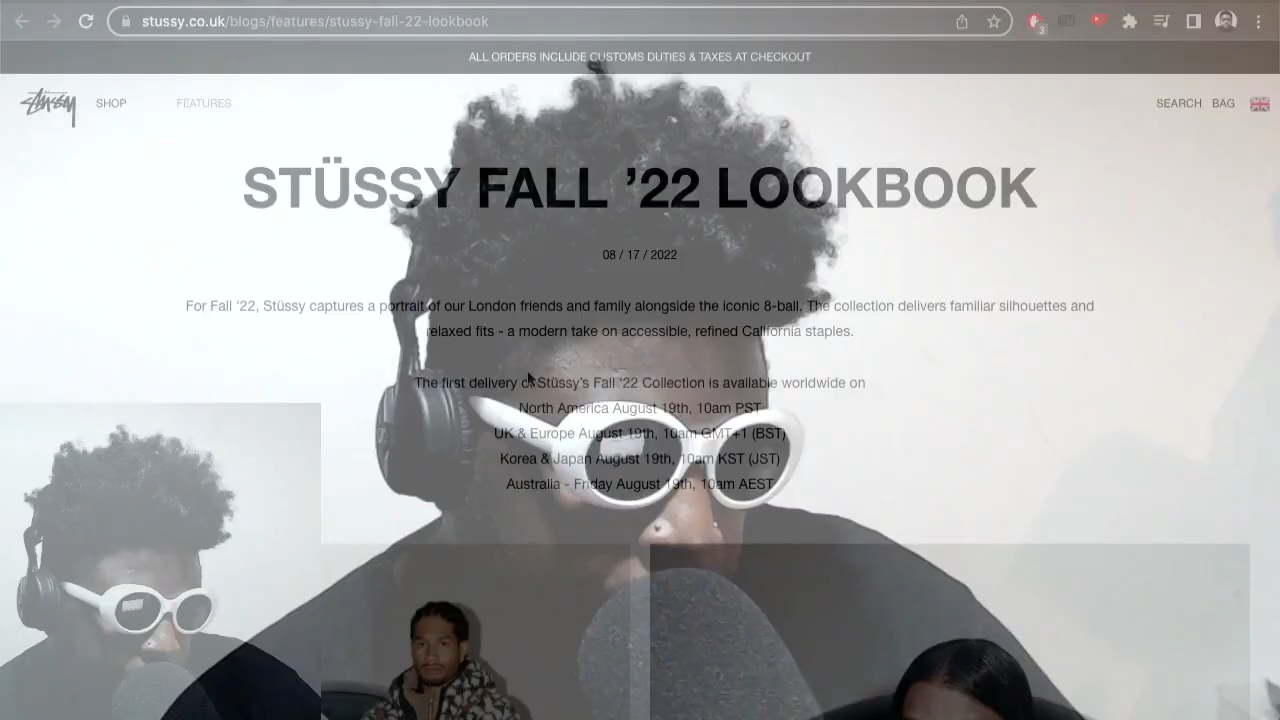 stussy.co.uk/blogs/features/stussy-fall-22-lookbook
3
ALL ORDERS INCLUDE CUSTOMS DUTIES & TAXES AT CHECKOUT
Stüssy SHOP FEATURES SEARCH BAG
STÜSSY FALL ’22 LOOKBOOK
08 / 17 / 2022
For Fall ‘22, Stüssy captures a portrait of our London friends and family alongside the iconic 8-ball. The collection delivers familiar silhouettes and
relaxed fits - a modern take on accessible, refined California staples.
The first delivery of Stüssy’s Fall ‘22 Collection is available worldwide on
North America August 19th, 10am PST
UK & Europe August 19th, 10am GMT+1 (BST)
Korea & Japan August 19th, 10am KST (JST)
Australia - Friday August 19th, 10am AEST